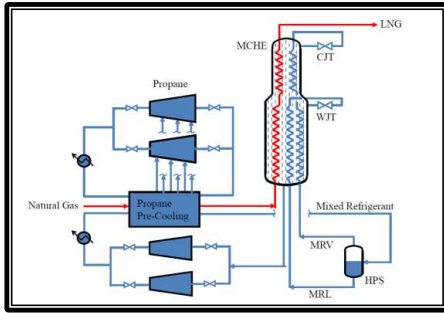 LNG
MCHE
CJT
Propane
WJT
Propane
Pre-Cooling
Natural Gas
Mixed Refrigerant
MRV
HPS
MRL